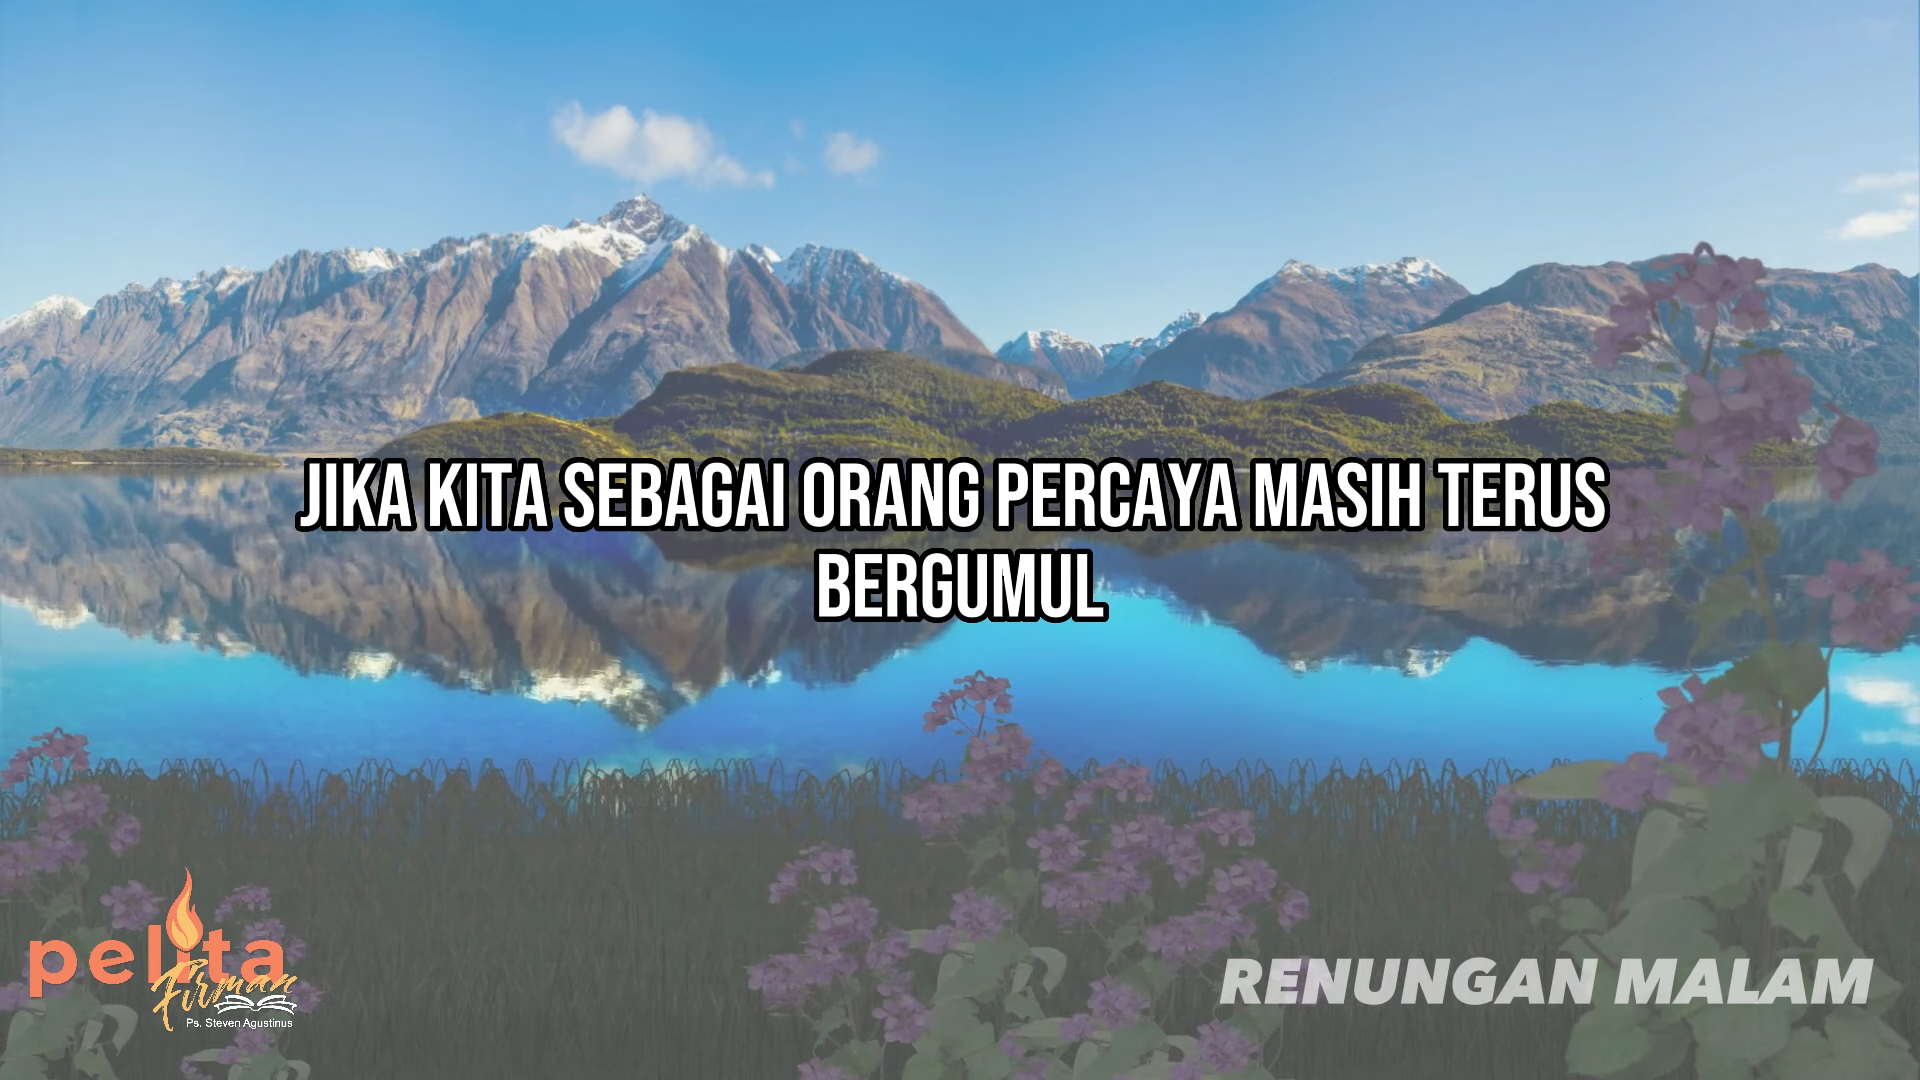 JIKA KITA SEBAGAI ORANG PERCAYA MASIH TERUS
BERGUMUL
pelita
Firman
Ps. Steven Agustinus
RENUNGAN MALAM